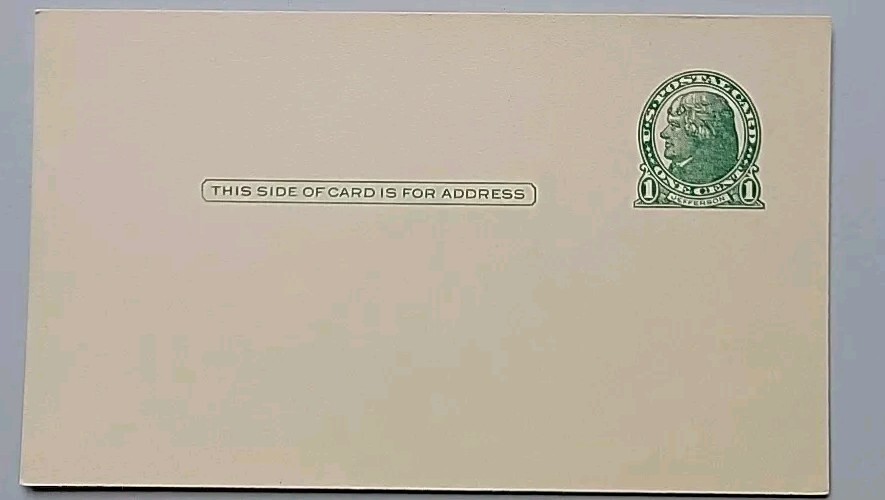 U.S. POSTAL CARD
ONE CENT
1 1
JEFFERSON
THIS SIDE OF CARD IS FOR ADDRESS